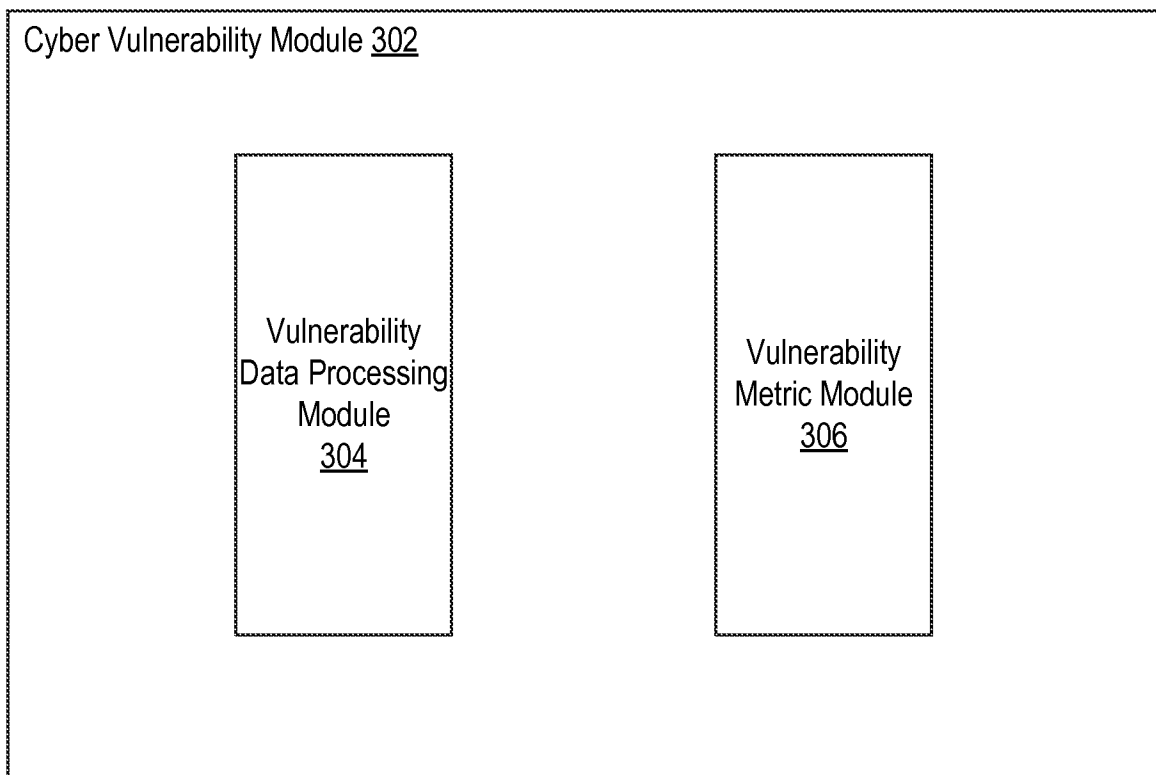 Cyber Vulnerability Module 302
Vulnerability
Data Processing
Module
304
Vulnerability
Metric Module
306